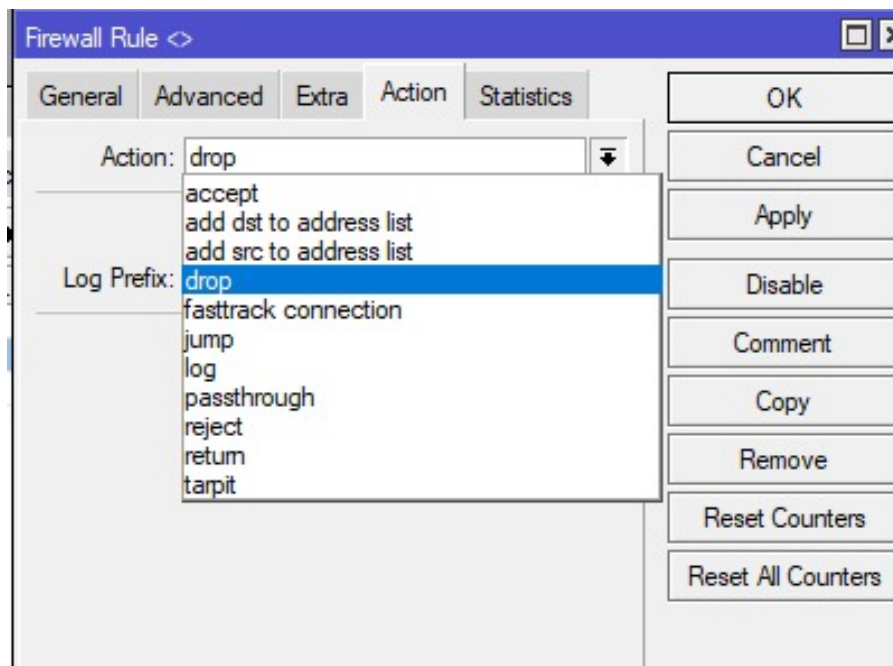 Firewall Rule <>
General Advanced Extra Action Statistics
Action: drop
accept
add dst to address list
add src to address list
Log Prefix: drop
fasttrack connection
jump
log
passthrough
reject
return
tarpit
OK
Cancel
Apply
Disable
Comment
Copy
Remove
Reset Counters
Reset All Counters